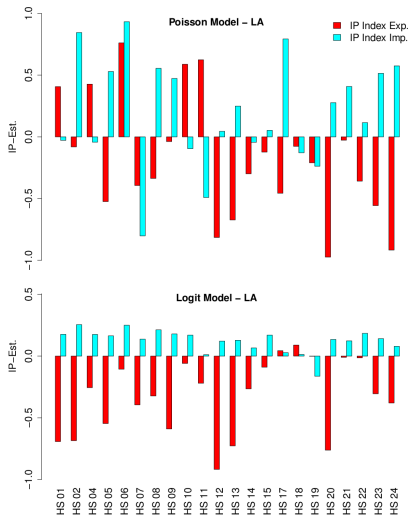 Poisson Model − LA
IP Index Exp.
IP Index Imp.
IP−Est.
1.0
0.5
0.0
−0.5
−1.0
Logit Model − LA
IP−Est.
0.5
0.0
−0.5
−1.0
HS 01
HS 02
HS 04
HS 05
HS 06
HS 07
HS 08
HS 09
HS 10
HS 11
HS 12
HS 13
HS 14
HS 15
HS 17
HS 18
HS 19
HS 20
HS 21
HS 22
HS 23
HS 24